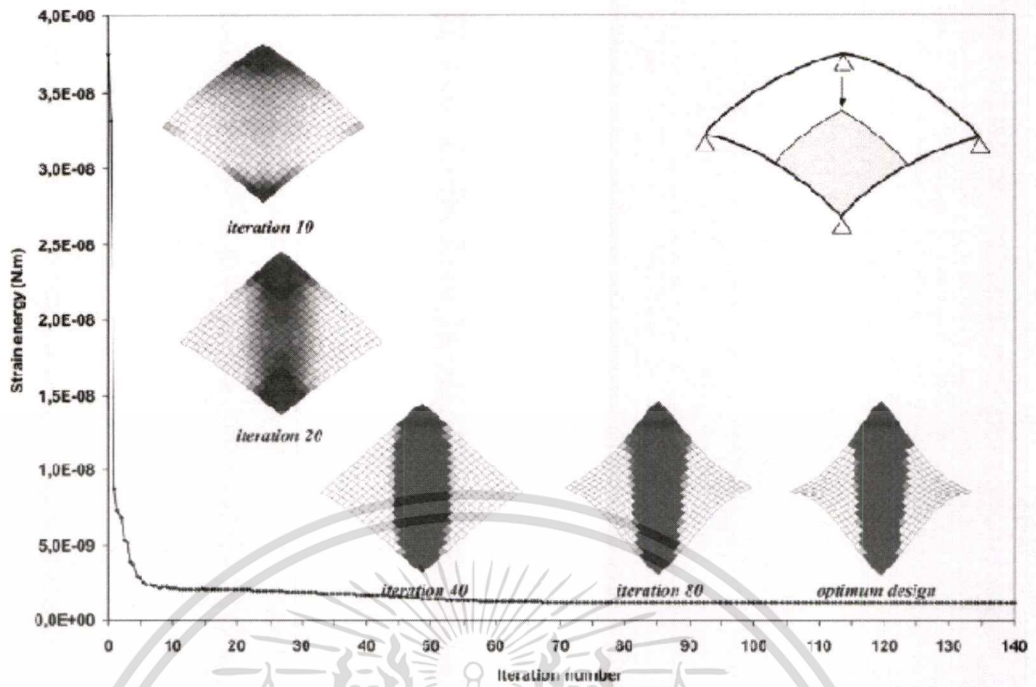 4,0E-08
3,5E-08
3,0E-08
2,5E-08
2,0E-08
1,5E-08
1,0E-08
5,0E-09
0,0E+00
Strain energy (N.m)
iteration 10
iteration 20
iteration 40
iteration 80
optimum design
0 10 20 30 40 50 60 70 80 90 100 110 120 130 140
Iteration number